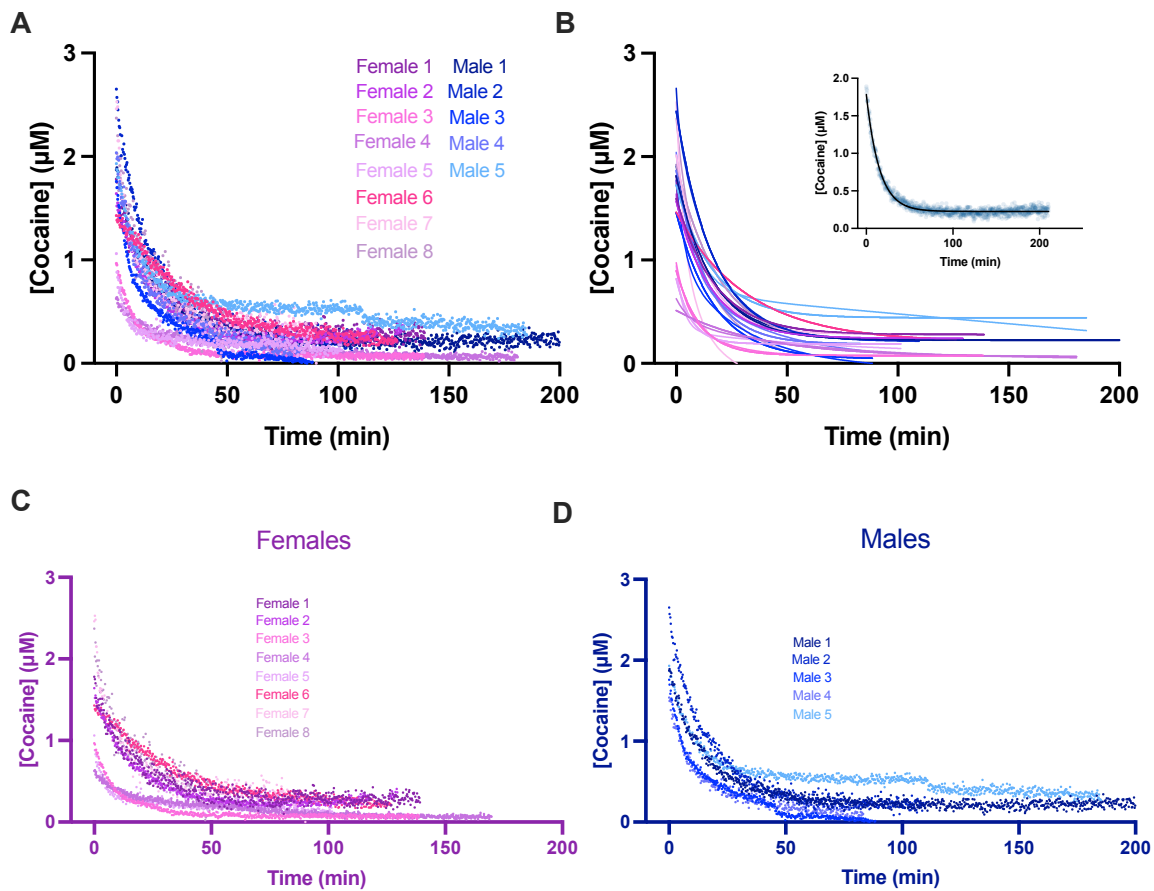 A
[Cocaine] (µM)
3
2
1
0
0 50 100 150 200
Time (min)
Female 1 Male 1
Female 2 Male 2
Female 3 Male 3
Female 4 Male 4
Female 5 Male 5
Female 6
Female 7
Female 8
B
[Cocaine] (µM)
3
2
1
0
0 50 100 150 200
Time (min)
[Cocaine] (µM)
2.0
1.5
1.0
0.5
0.0
0 100 200
Time (min)
C
Females
[Cocaine] (µM)
3
2
1
0
0 50 100 150 200
Time (min)
Female 1
Female 2
Female 3
Female 4
Female 5
Female 6
Female 7
Female 8
D
Males
[Cocaine] (µM)
3
2
1
0
0 50 100 150 200
Time (min)
Male 1
Male 2
Male 3
Male 4
Male 5